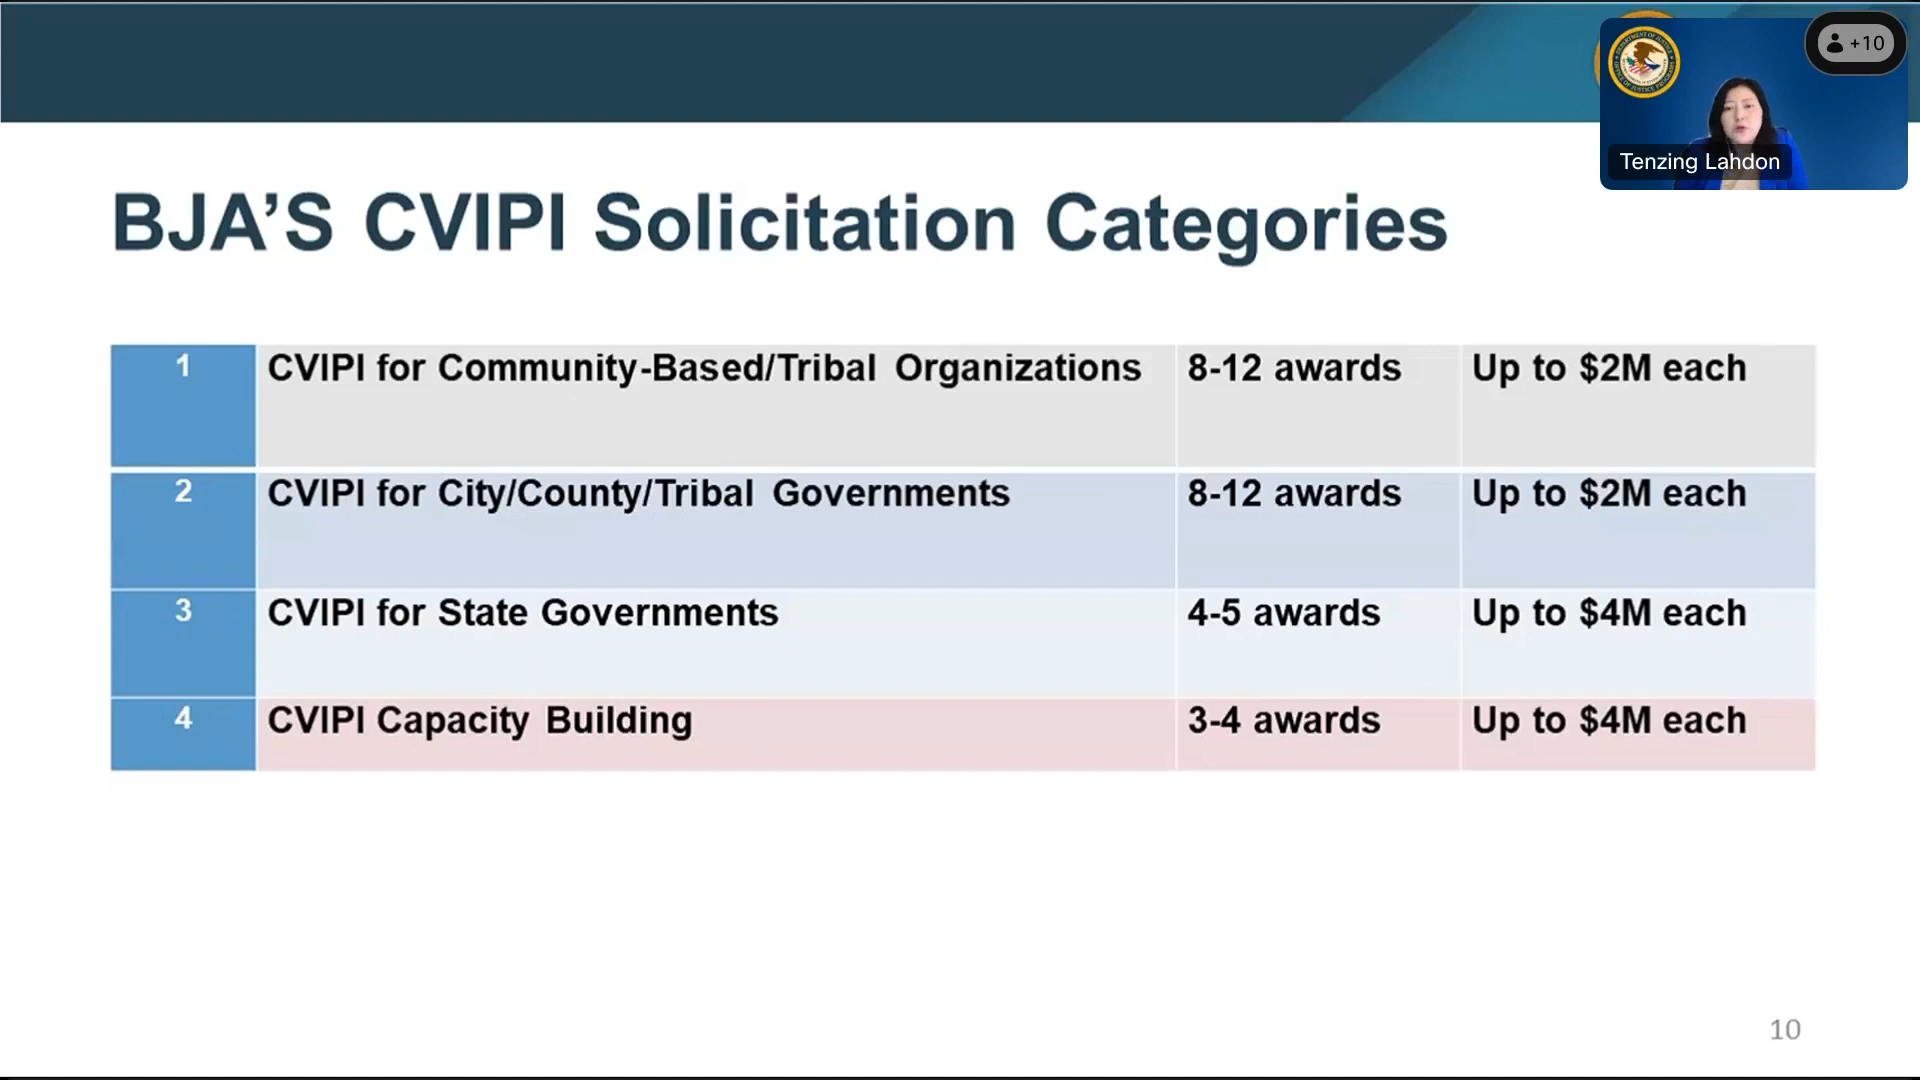 +10
Tenzing Lahdon
BJA’S CVIPI Solicitation Categories
1 CVIPI for Community-Based/Tribal Organizations 8-12 awards Up to $2M each
2 CVIPI for City/County/Tribal Governments 8-12 awards Up to $2M each
3 CVIPI for State Governments 4-5 awards Up to $4M each
4 CVIPI Capacity Building 3-4 awards Up to $4M each
10